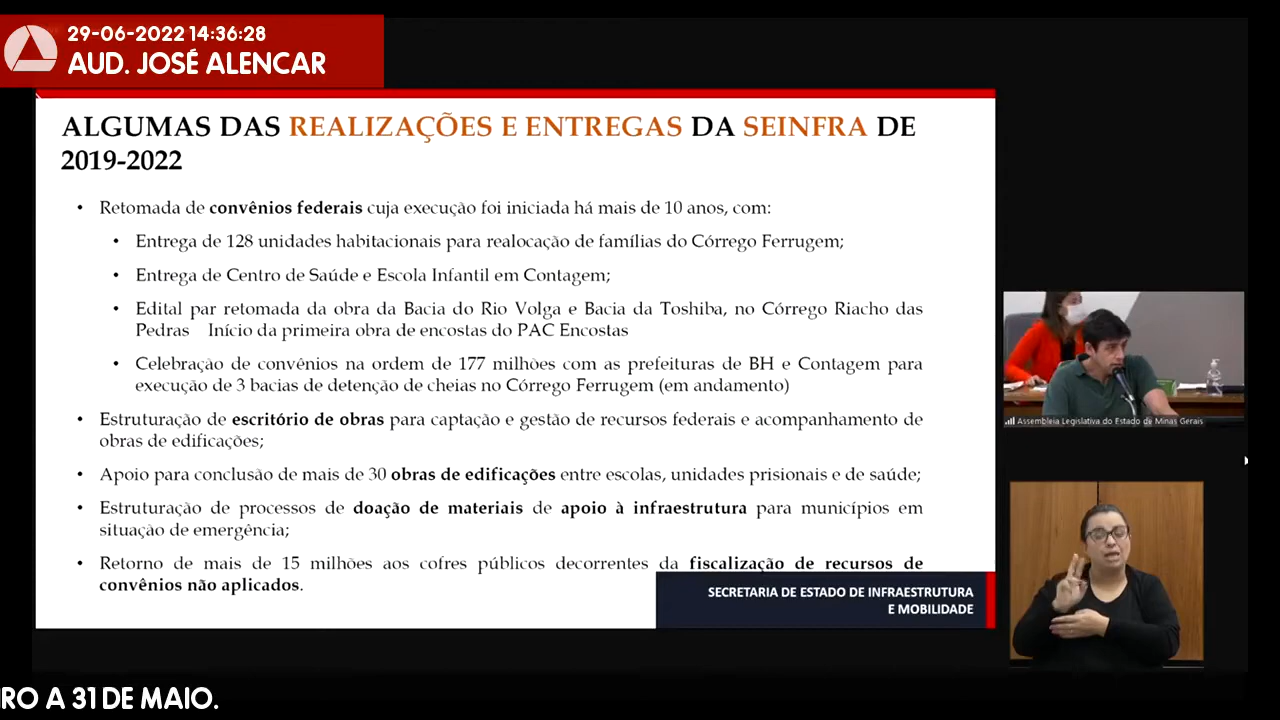 29-06-2022 14:36:28
AUD. JOSÉ ALENCAR
ALGUMAS DAS REALIZAÇÕES E ENTREGAS DA SEINFRA DE
2019-2022
• Retomada de convênios federais cuja execução foi iniciada há mais de 10 anos, com:
• Entrega de 128 unidades habitacionais para realocação de famílias do Córrego Ferrugem;
• Entrega de Centro de Saúde e Escola Infantil em Contagem;
• Edital par retomada da obra da Bacia do Rio Volga e Bacia da Toshiba, no Córrego Riacho das
Pedras Início da primeira obra de encostas do PAC Encostas
• Celebração de convênios na ordem de 177 milhões com as prefeituras de BH e Contagem para
execução de 3 bacias de detenção de cheias no Córrego Ferrugem (em andamento)
• Estruturação de escritório de obras para captação e gestão de recursos federais e acompanhamento de
obras de edificações;
• Apoio para conclusão de mais de 30 obras de edificações entre escolas, unidades prisionais e de saúde;
• Estruturação de processos de doação de materiais de apoio à infraestrutura para municípios em
situação de emergência;
• Retorno de mais de 15 milhões aos cofres públicos decorrentes da fiscalização de recursos de
convênios não aplicados.
SECRETARIA DE ESTADO DE INFRAESTRUTURA
E MOBILIDADE
Assembleia Legislativa do Estado de Minas Gerais
RO A 31 DE MAIO.